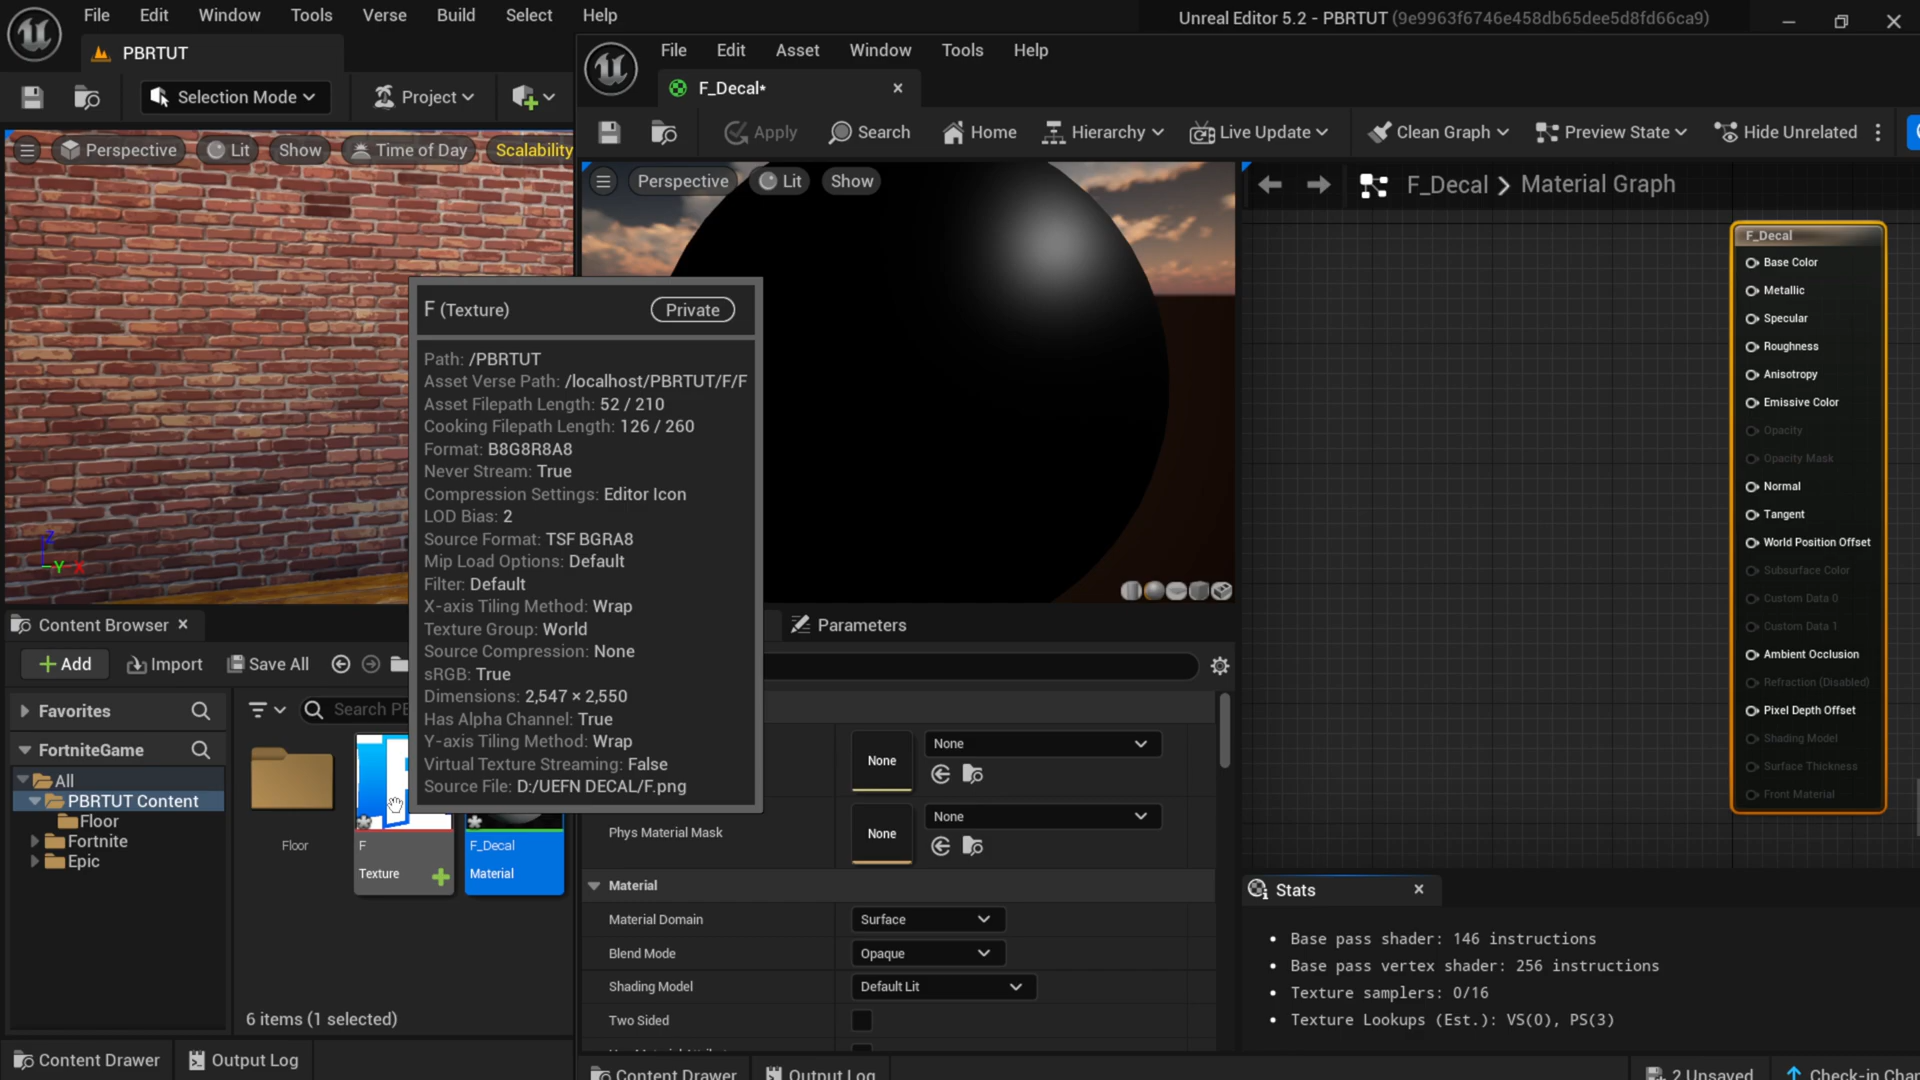 File Edit Window Tools Verse Build Select Help
Unreal Editor 5.2 - PBRTUT (9e9963f6746e458db65dee5d8fd66ca9)
PBRTUT
File Edit Asset Window Tools Help
F_Decal*
Selection Mode
Project
Apply
Search
Home
Hierarchy
Live Update
Clean Graph
Preview State
Hide Unrelated
Perspective
Lit
Show
Time of Day
Scalability
Perspective
Lit
Show
F_Decal > Material Graph
F_Decal
Base Color
Metallic
Specular
Roughness
Anisotropy
Emissive Color
Opacity
Opacity Mask
Normal
Tangent
World Position Offset
Subsurface Color
Custom Data 0
Custom Data 1
Ambient Occlusion
Refraction (Disabled)
Pixel Depth Offset
Shading Model
Surface Thickness
Front Material
F (Texture)
Private
Path: /PBRTUT
Asset Verse Path: /localhost/PBRTUT/F/F
Asset Filepath Length: 52 / 210
Cooking Filepath Length: 126 / 260
Format: B8G8R8A8
Never Stream: True
Compression Settings: Editor Icon
LOD Bias: 2
Source Format: TSF BGRA8
Mip Load Options: Default
Filter: Default
X-axis Tiling Method: Wrap
Texture Group: World
Source Compression: None
sRGB: True
Dimensions: 2,547 × 2,550
Has Alpha Channel: True
Y-axis Tiling Method: Wrap
Virtual Texture Streaming: False
Source File: D:/UEFN DECAL/F.png
Z
Y
X
Content Browser
Add
Import
Save All
Favorites
Search PB
FortniteGame
All
PBRTUT Content
Floor
Fortnite
Epic
Floor
F
Texture
F_Decal
Material
6 items (1 selected)
Content Drawer
Output Log
Parameters
None
None
None
None
Phys Material Mask
Material
Material Domain
Surface
Blend Mode
Opaque
Shading Model
Default Lit
Two Sided
Content Drawer
Output Log
Stats
Base pass shader: 146 instructions
Base pass vertex shader: 256 instructions
Texture samplers: 0/16
Texture Lookups (Est.): VS(0), PS(3)
2 Unsaved
Check-in Chan